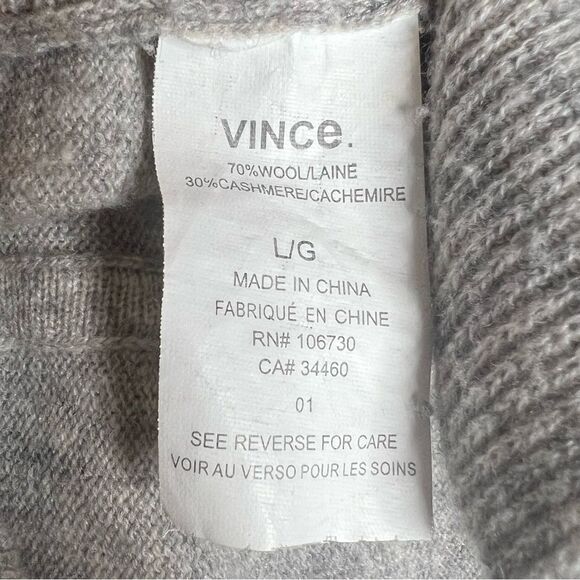 VINCe.
70%WOOL/LAINE
30%CASHMERE/CACHEMIRE
L/G
MADE IN CHINA
FABRIQUÉ EN CHINE
RN# 106730
CA# 34460
01
SEE REVERSE FOR CARE
VOIR AU VERSO POUR LES SOINS